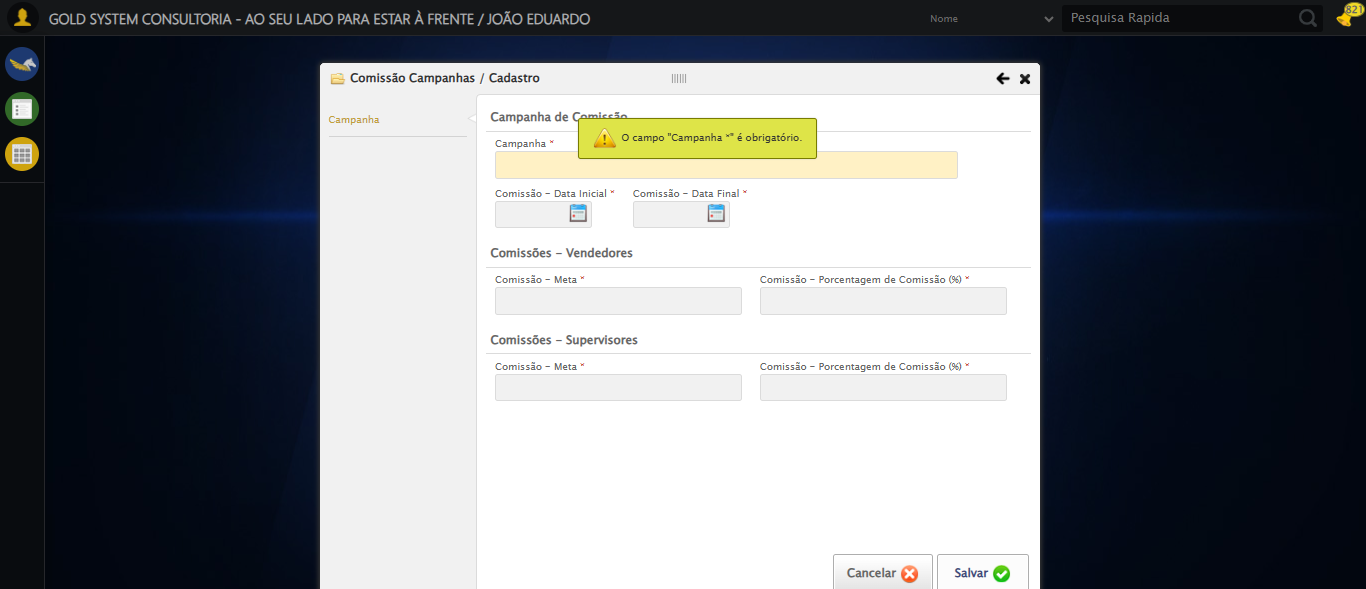 GOLD SYSTEM CONSULTORIA - AO SEU LADO PARA ESTAR À FRENTE / JOÃO EDUARDO
Nome
Pesquisa Rapida
821
Comissão Campanhas / Cadastro
Campanha
Campanha de Comissão
O campo "Campanha *" é obrigatório.
Campanha *
Comissão - Data Inicial * Comissão - Data Final *
Comissões - Vendedores
Comissão - Meta * Comissão - Porcentagem de Comissão (%) *
Comissões - Supervisores
Comissão - Meta * Comissão - Porcentagem de Comissão (%) *
Cancelar Salvar